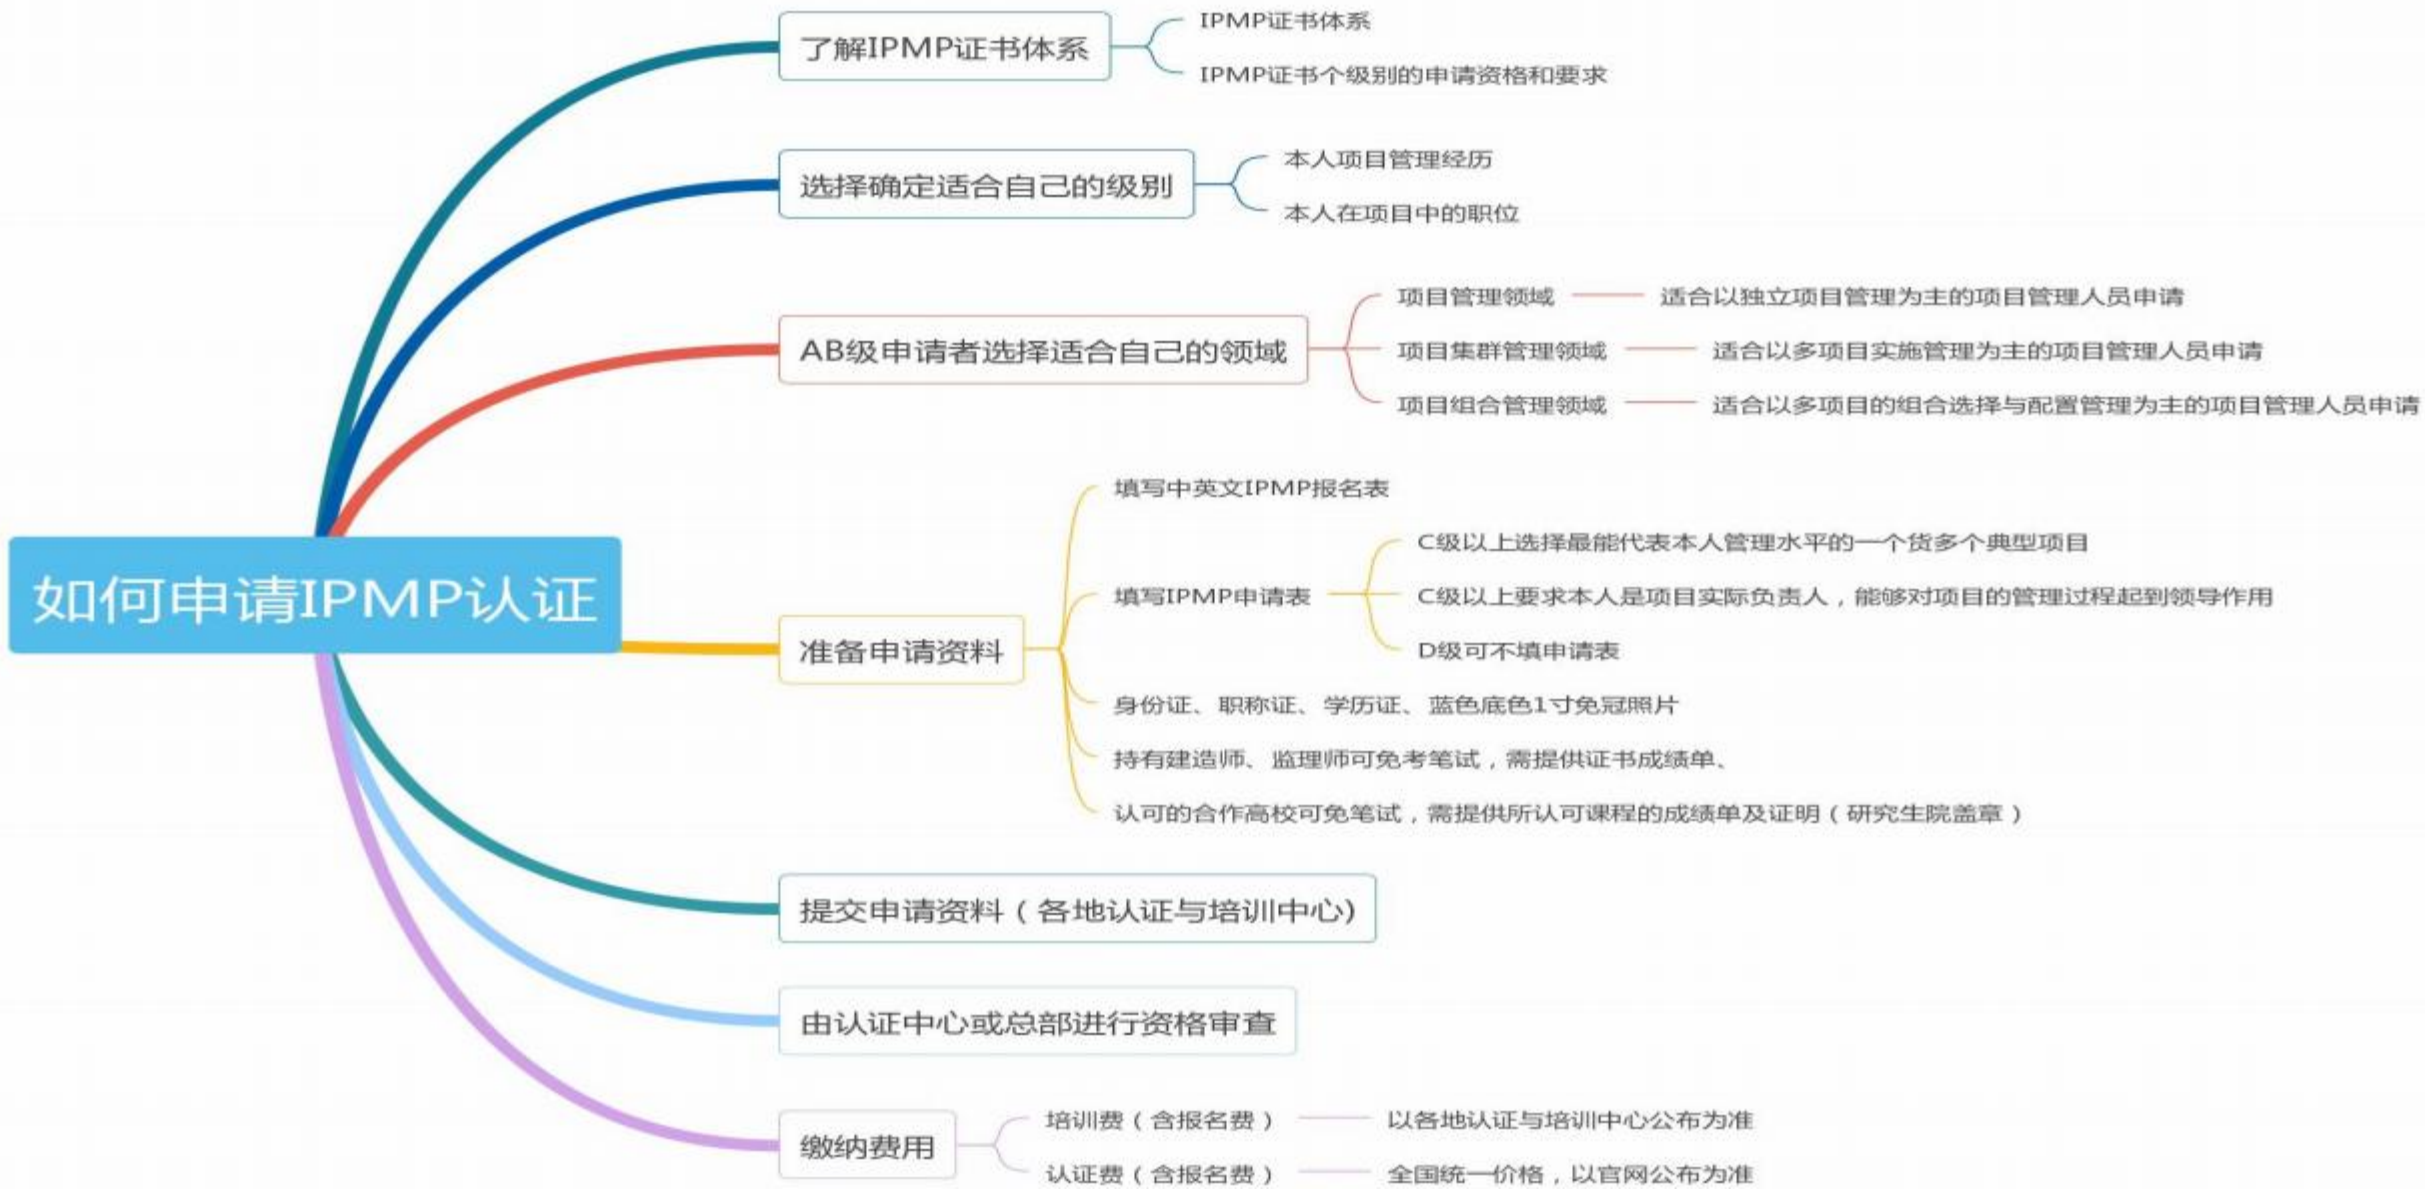 了解IPMP证书体系
IPMP证书体系
IPMP证书个级别的申请资格和要求
选择确定适合自己的级别
本人项目管理经历
本人在项目中的职位
AB级申请者选择适合自己的领域
项目管理领域
适合以独立项目管理为主的项目管理人员申请
项目集群管理领域
适合以多项目实施管理为主的项目管理人员申请
项目组合管理领域
适合以多项目的组合选择与配置管理为主的项目管理人员申请
如何申请IPMP认证
准备申请资料
填写中英文IPMP报名表
填写IPMP申请表
C级以上选择最能代表本人管理水平的一个货多个典型项目
C级以上要求本人是项目实际负责人，能够对项目的管理过程起到领导作用
D级可不填申请表
身份证、职称证、学历证、蓝色底色1寸免冠照片
持有建造师、监理师可免考笔试，需提供证书成绩单、
认可的合作高校可免笔试，需提供所认可课程的成绩单及证明（研究生院盖章）
提交申请资料（各地认证与培训中心)
由认证中心或总部进行资格审查
缴纳费用
培训费（含报名费）
以各地认证与培训中心公布为准
认证费（含报名费）
全国统一价格，以官网公布为准